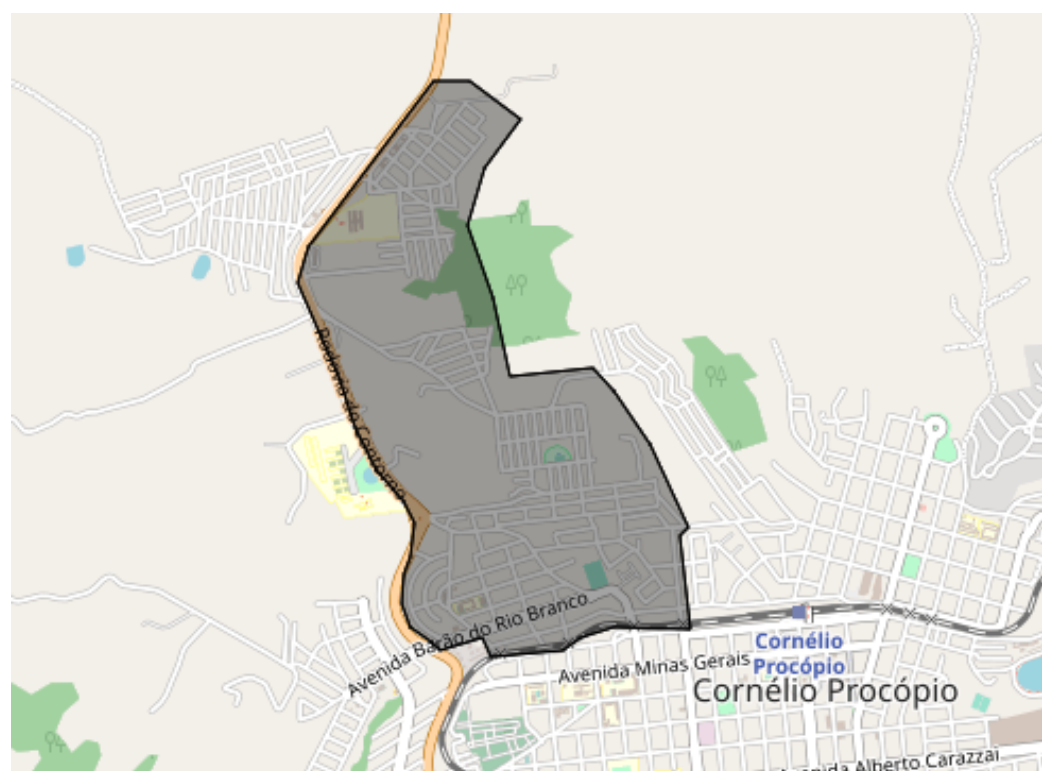 Rodovia do Contorno
Avenida Barão do Rio Branco
Avenida Minas Gerais
Cornélio
Procópio
Cornélio Procópio
Avenida Alberto Carazzai